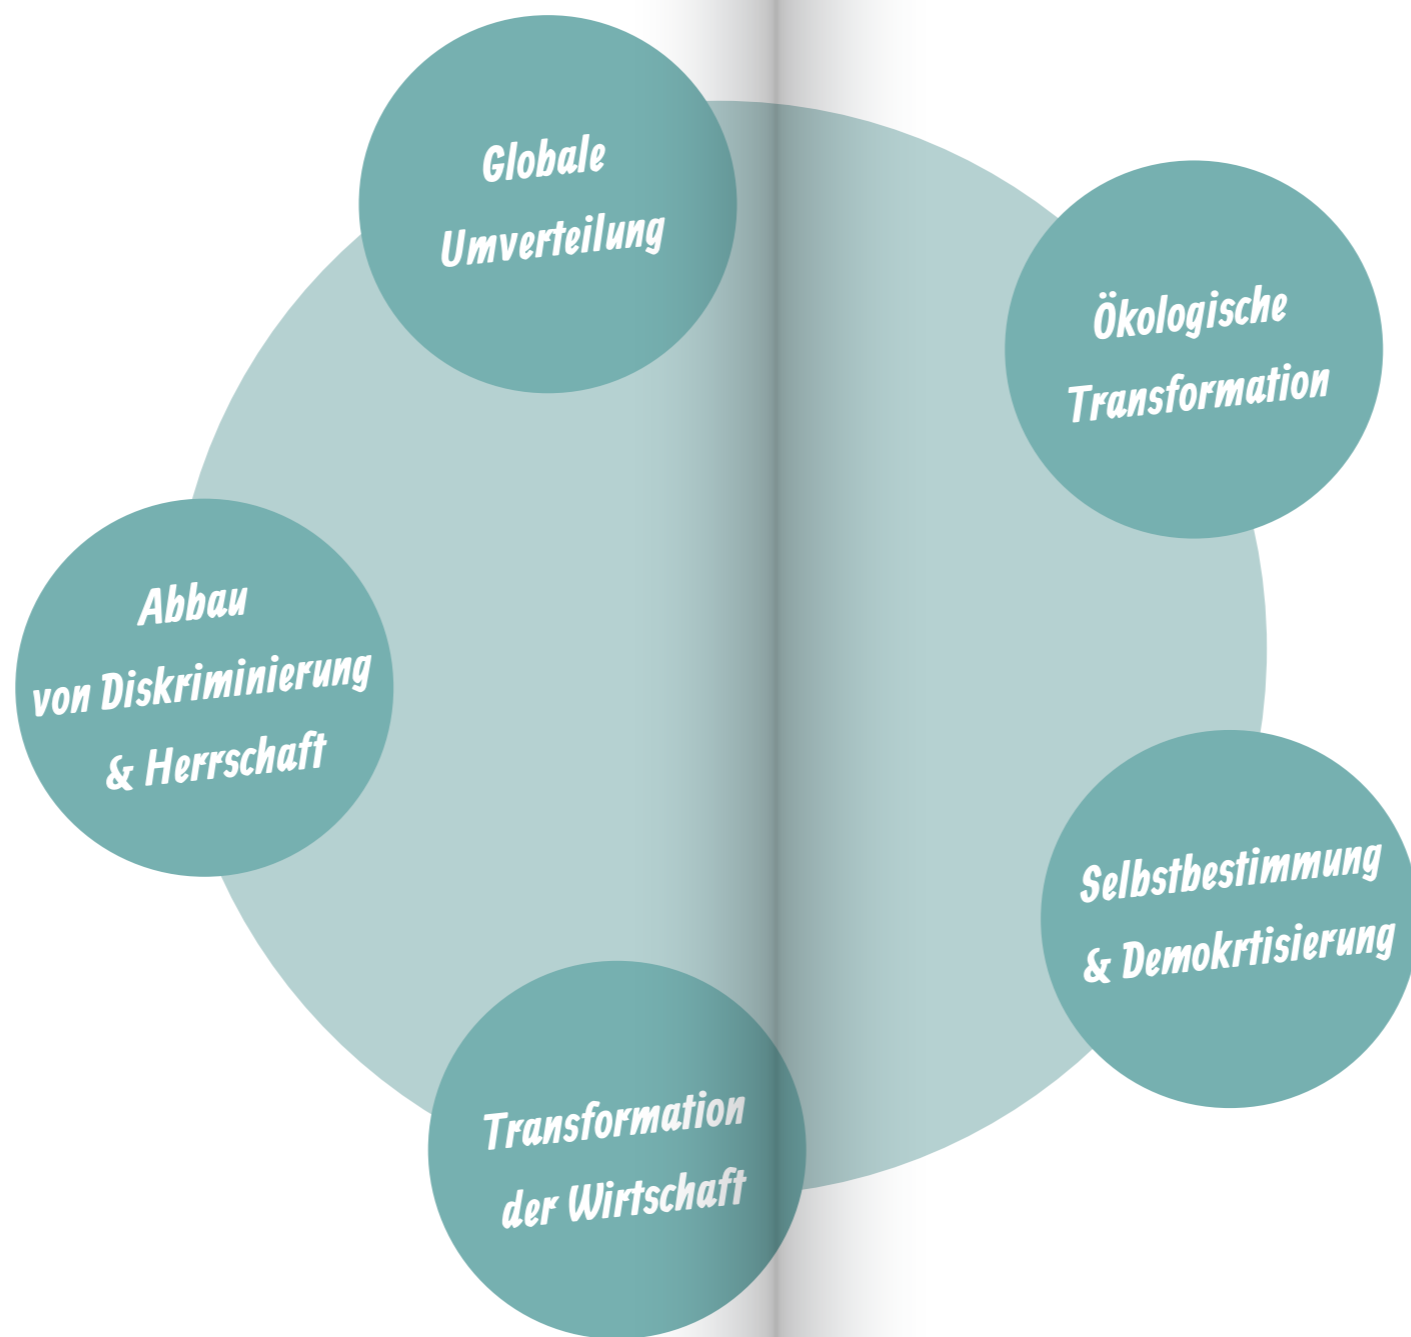 Globale
Umverteilung
Ökologische
Transformation
Abbau
von Diskriminierung
& Herrschaft
Selbstbestimmung
& Demokrtisierung
Transformation
der Wirtschaft